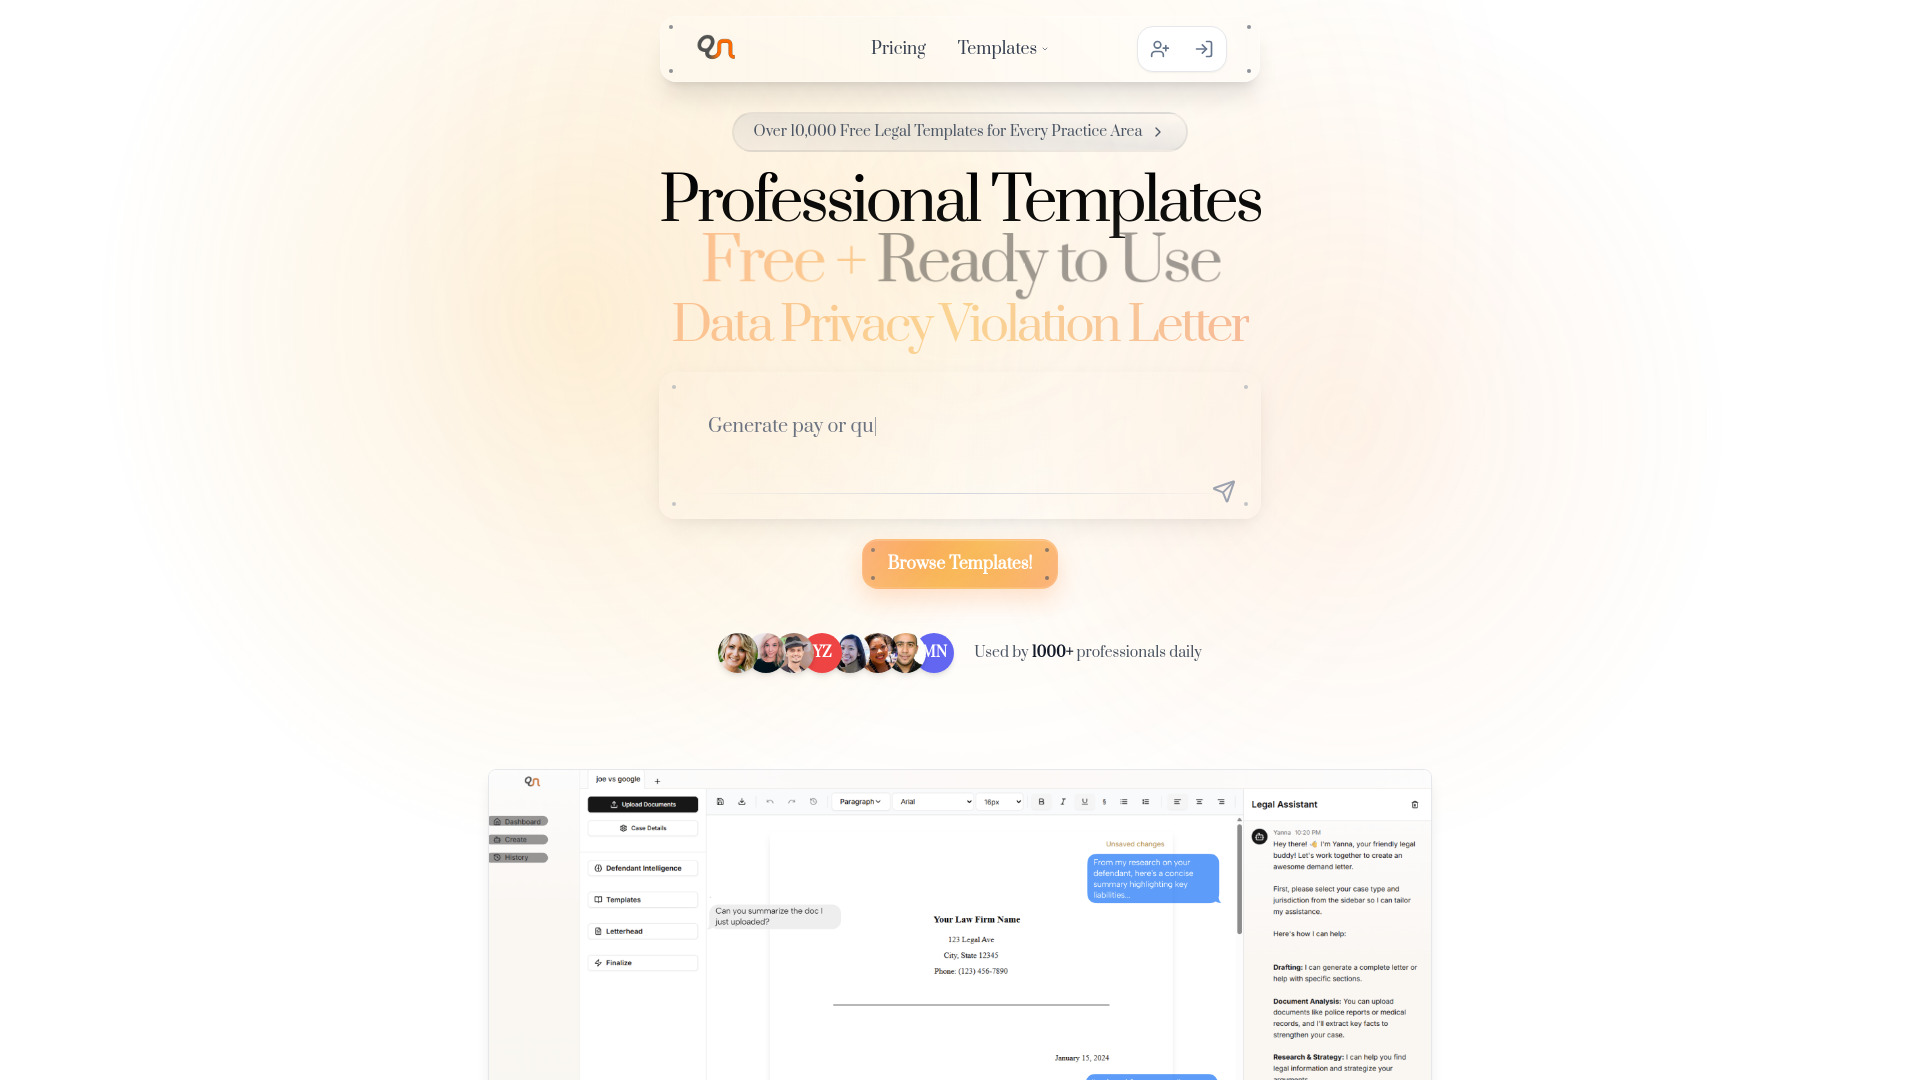 Pricing
Templates
Over 10,000 Free Legal Templates for Every Practice Area
Professional Templates
Free + Ready to Use
Data Privacy Violation Letter
Generate pay or qu
Browse Templates!
YZ
MN
Used by 1000+ professionals daily
joe vs google
+
Upload Documents
Case Details
Dashboard
Create
History
Defendant Intelligence
Templates
Letterhead
Finalize
Paragraph
Arial
16px
B
I
U
S
Unsaved changes
From my research on your
defendant, here's a concise
summary highlighting key
liabilities...
Can you summarize the doc I
just uploaded?
Your Law Firm Name
123 Legal Ave
City, State 12345
Phone: (123) 456-7890
January 15, 2024
Legal Assistant
Yanna 10:20 PM
Hey there! 👋 I'm Yanna, your friendly legal
buddy! Let's work together to create an
awesome demand letter.
First, please select your case type and
jurisdiction from the sidebar so I can tailor
my assistance.
Here's how I can help:
Drafting: I can generate a complete letter or
help with specific sections.
Document Analysis: You can upload
documents like police reports or medical
records, and I'll extract key facts to
strengthen your case.
Research & Strategy: I can help you find
legal information and strategize your